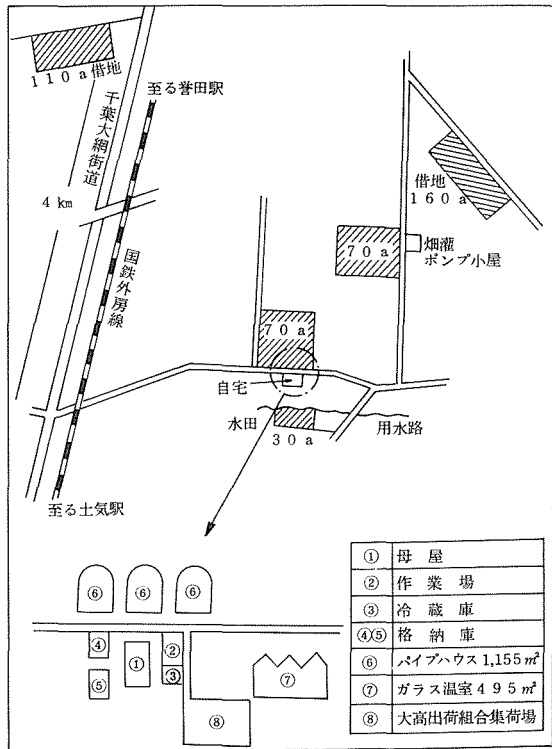 110a借地
至る誉田駅
千葉大網街道
4km
国鉄外房線
借地
160a
70a
畑灌
ポンプ小屋
70a
自宅
水田
用水路
30a
至る土気駅
⑥
⑥
⑥
④
①
②
③
⑤
⑦
⑧
① 母屋
② 作業場
③ 冷蔵庫
④⑤ 格納庫
⑥ パイプハウス1,155㎡
⑦ ガラス温室495㎡
⑧ 大高出荷組合集荷場